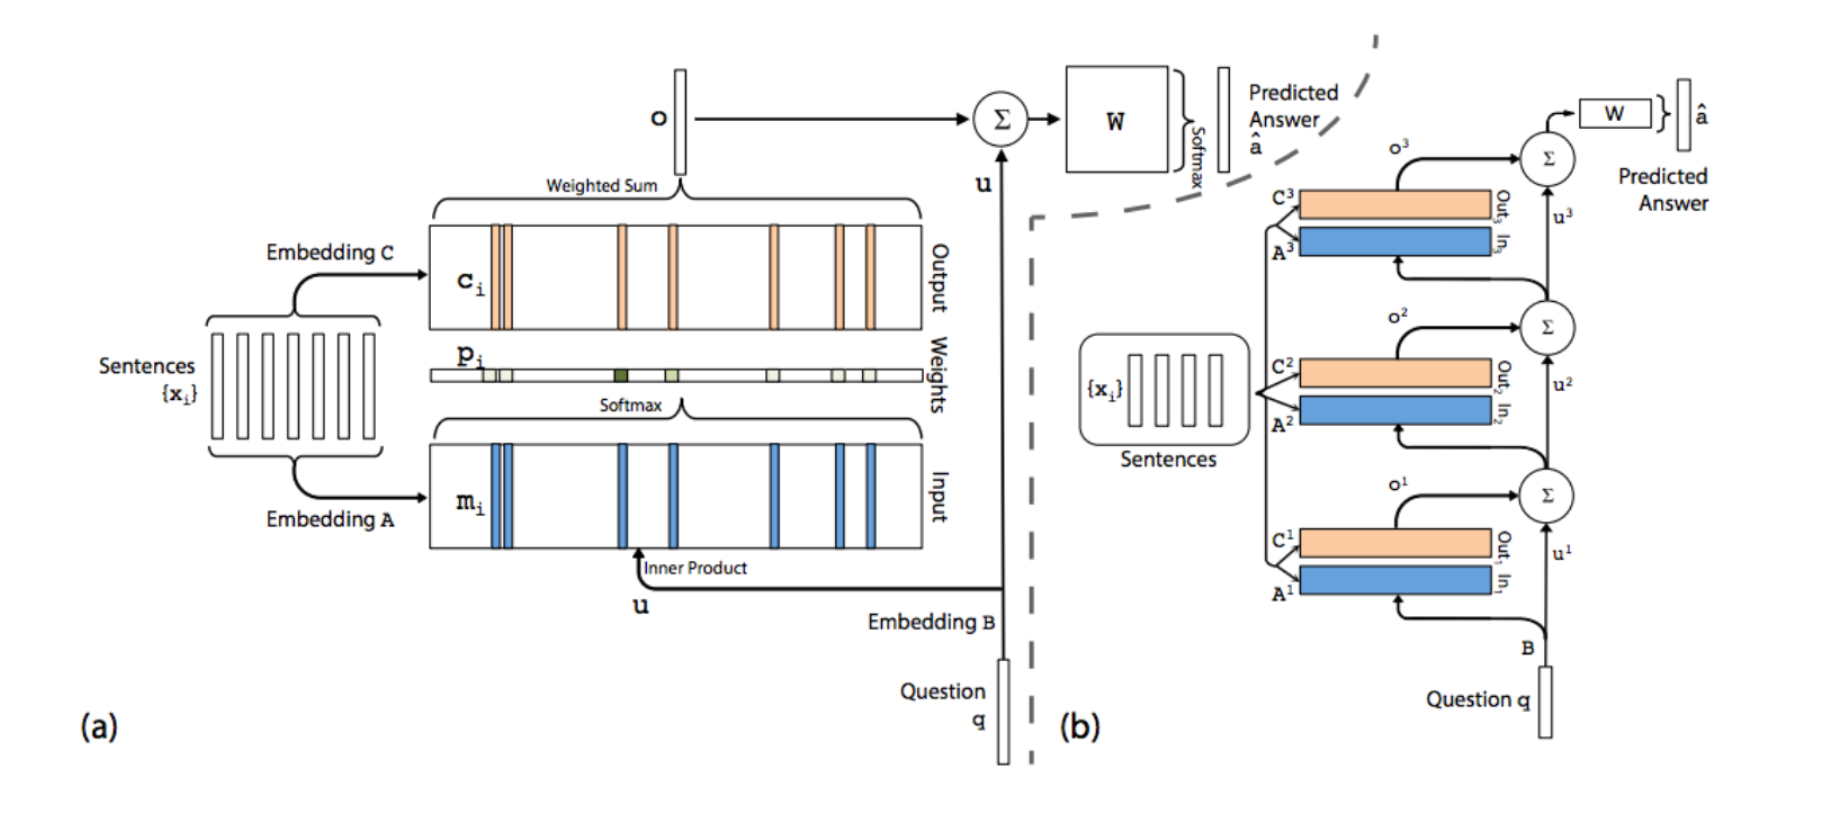 o
Σ
W
Softmax
Predicted
Answer
â
u
Weighted Sum
Embedding C
c_i
Output
Sentences
{x_i}
p_i
Weights
Softmax
m_i
Input
Embedding A
Inner Product
u
Embedding B
Question
q
(a)
W
â
Predicted
Answer
Σ
o³
C³
Out₃
A³
In₃
u³
Σ
o²
C²
Out₂
A²
In₂
u²
{x_i}
Sentences
Σ
o¹
C¹
Out₁
A¹
In₁
u¹
B
Question q
(b)